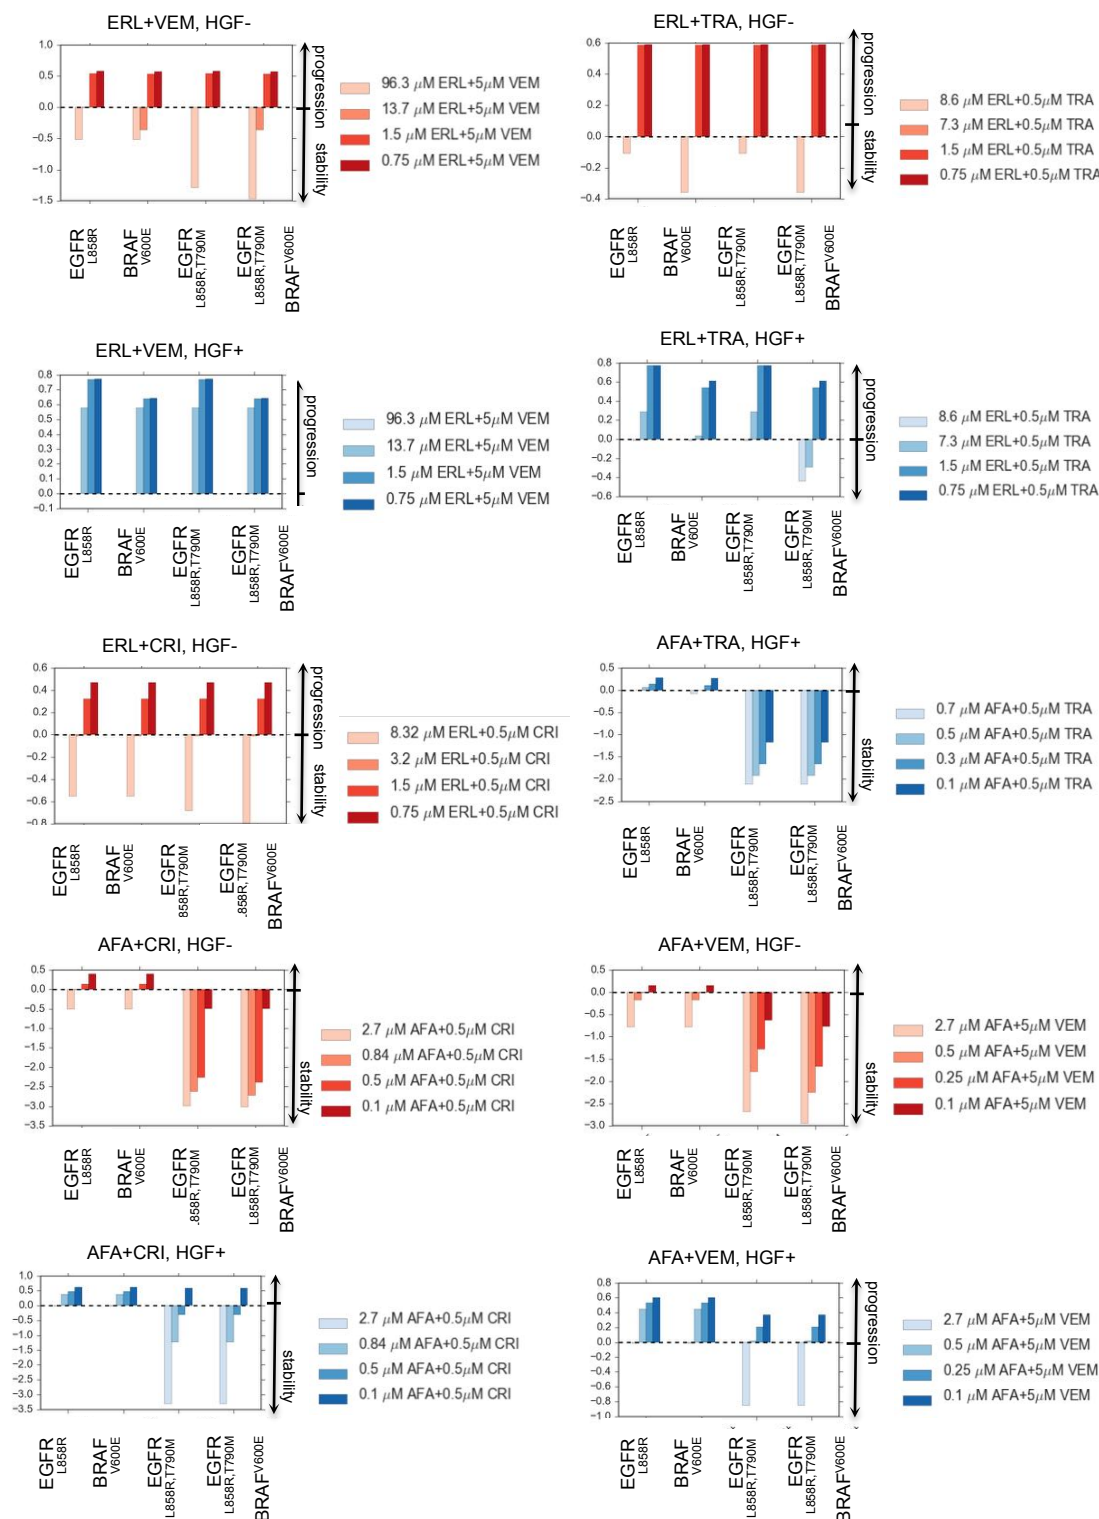 ERL+VEM, HGF-
1.0
0.5
0.0
−0.5
−1.0
−1.5
progression
stability
96.3 μM ERL+5μM VEM
13.7 μM ERL+5μM VEM
1.5 μM ERL+5μM VEM
0.75 μM ERL+5μM VEM
EGFR L858R
BRAF V600E
EGFR L858R,T790M
EGFR L858R,T790M
BRAFV600E
ERL+TRA, HGF-
0.6
0.4
0.2
0.0
−0.2
−0.4
progression
stability
8.6 μM ERL+0.5μM TRA
7.3 μM ERL+0.5μM TRA
1.5 μM ERL+0.5μM TRA
0.75 μM ERL+0.5μM TRA
EGFR L858R
BRAF V600E
EGFR L858R,T790M
EGFR L858R,T790M
BRAFV600E
ERL+VEM, HGF+
0.8
0.7
0.6
0.5
0.4
0.3
0.2
0.1
0.0
−0.1
progression
96.3 μM ERL+5μM VEM
13.7 μM ERL+5μM VEM
1.5 μM ERL+5μM VEM
0.75 μM ERL+5μM VEM
EGFR L858R
BRAF V600E
EGFR L858R,T790M
EGFR L858R,T790M
BRAFV600E
ERL+TRA, HGF+
0.8
0.6
0.4
0.2
0.0
−0.2
−0.4
−0.6
progression
8.6 μM ERL+0.5μM TRA
7.3 μM ERL+0.5μM TRA
1.5 μM ERL+0.5μM TRA
0.75 μM ERL+0.5μM TRA
EGFR L858R
BRAF V600E
EGFR L858R,T790M
EGFR L858R,T790M
BRAFV600E
ERL+CRI, HGF-
0.6
0.4
0.2
0.0
−0.2
−0.4
−0.6
−0.8
progression
stability
8.32 μM ERL+0.5μM CRI
3.2 μM ERL+0.5μM CRI
1.5 μM ERL+0.5μM CRI
0.75 μM ERL+0.5μM CRI
EGFR L858R
BRAF V600E
EGFR 858R,T790M
EGFR .858R,T790M
BRAFV600E
AFA+TRA, HGF+
0.5
0.0
−0.5
−1.0
−1.5
−2.0
−2.5
stability
0.7 μM AFA+0.5μM TRA
0.5 μM AFA+0.5μM TRA
0.3 μM AFA+0.5μM TRA
0.1 μM AFA+0.5μM TRA
EGFR L858R
BRAF V600E
EGFR L858R,T790M
EGFR L858R,T790M
BRAFV600E
AFA+CRI, HGF-
0.5
0.0
−0.5
−1.0
−1.5
−2.0
−2.5
−3.0
−3.5
stability
2.7 μM AFA+0.5μM CRI
0.84 μM AFA+0.5μM CRI
0.5 μM AFA+0.5μM CRI
0.1 μM AFA+0.5μM CRI
EGFR L858R
BRAF V600E
EGFR .858R,T790M
EGFR L858R,T790M
BRAFV600E
AFA+VEM, HGF-
0.5
0.0
−0.5
−1.0
−1.5
−2.0
−2.5
−3.0
stability
2.7 μM AFA+5μM VEM
0.5 μM AFA+5μM VEM
0.25 μM AFA+5μM VEM
0.1 μM AFA+5μM VEM
EGFR L858R
BRAF V600E
EGFR L858R,T790M
EGFR L858R,T790M
BRAFV600E
AFA+CRI, HGF+
1.0
0.5
0.0
−0.5
−1.0
−1.5
−2.0
−2.5
−3.0
−3.5
stability
2.7 μM AFA+0.5μM CRI
0.84 μM AFA+0.5μM CRI
0.5 μM AFA+0.5μM CRI
0.1 μM AFA+0.5μM CRI
EGFR L858R
BRAF V600E
EGFR L858R,T790M
EGFR L858R,T790M
BRAFV600E
AFA+VEM, HGF+
0.8
0.6
0.4
0.2
0.0
−0.2
−0.4
−0.6
−0.8
−1.0
progression
2.7 μM AFA+5μM VEM
0.5 μM AFA+5μM VEM
0.25 μM AFA+5μM VEM
0.1 μM AFA+5μM VEM
EGFR L858R
BRAF V600E
EGFR L858R,T790M
EGFR L858R,T790M
BRAFV600E